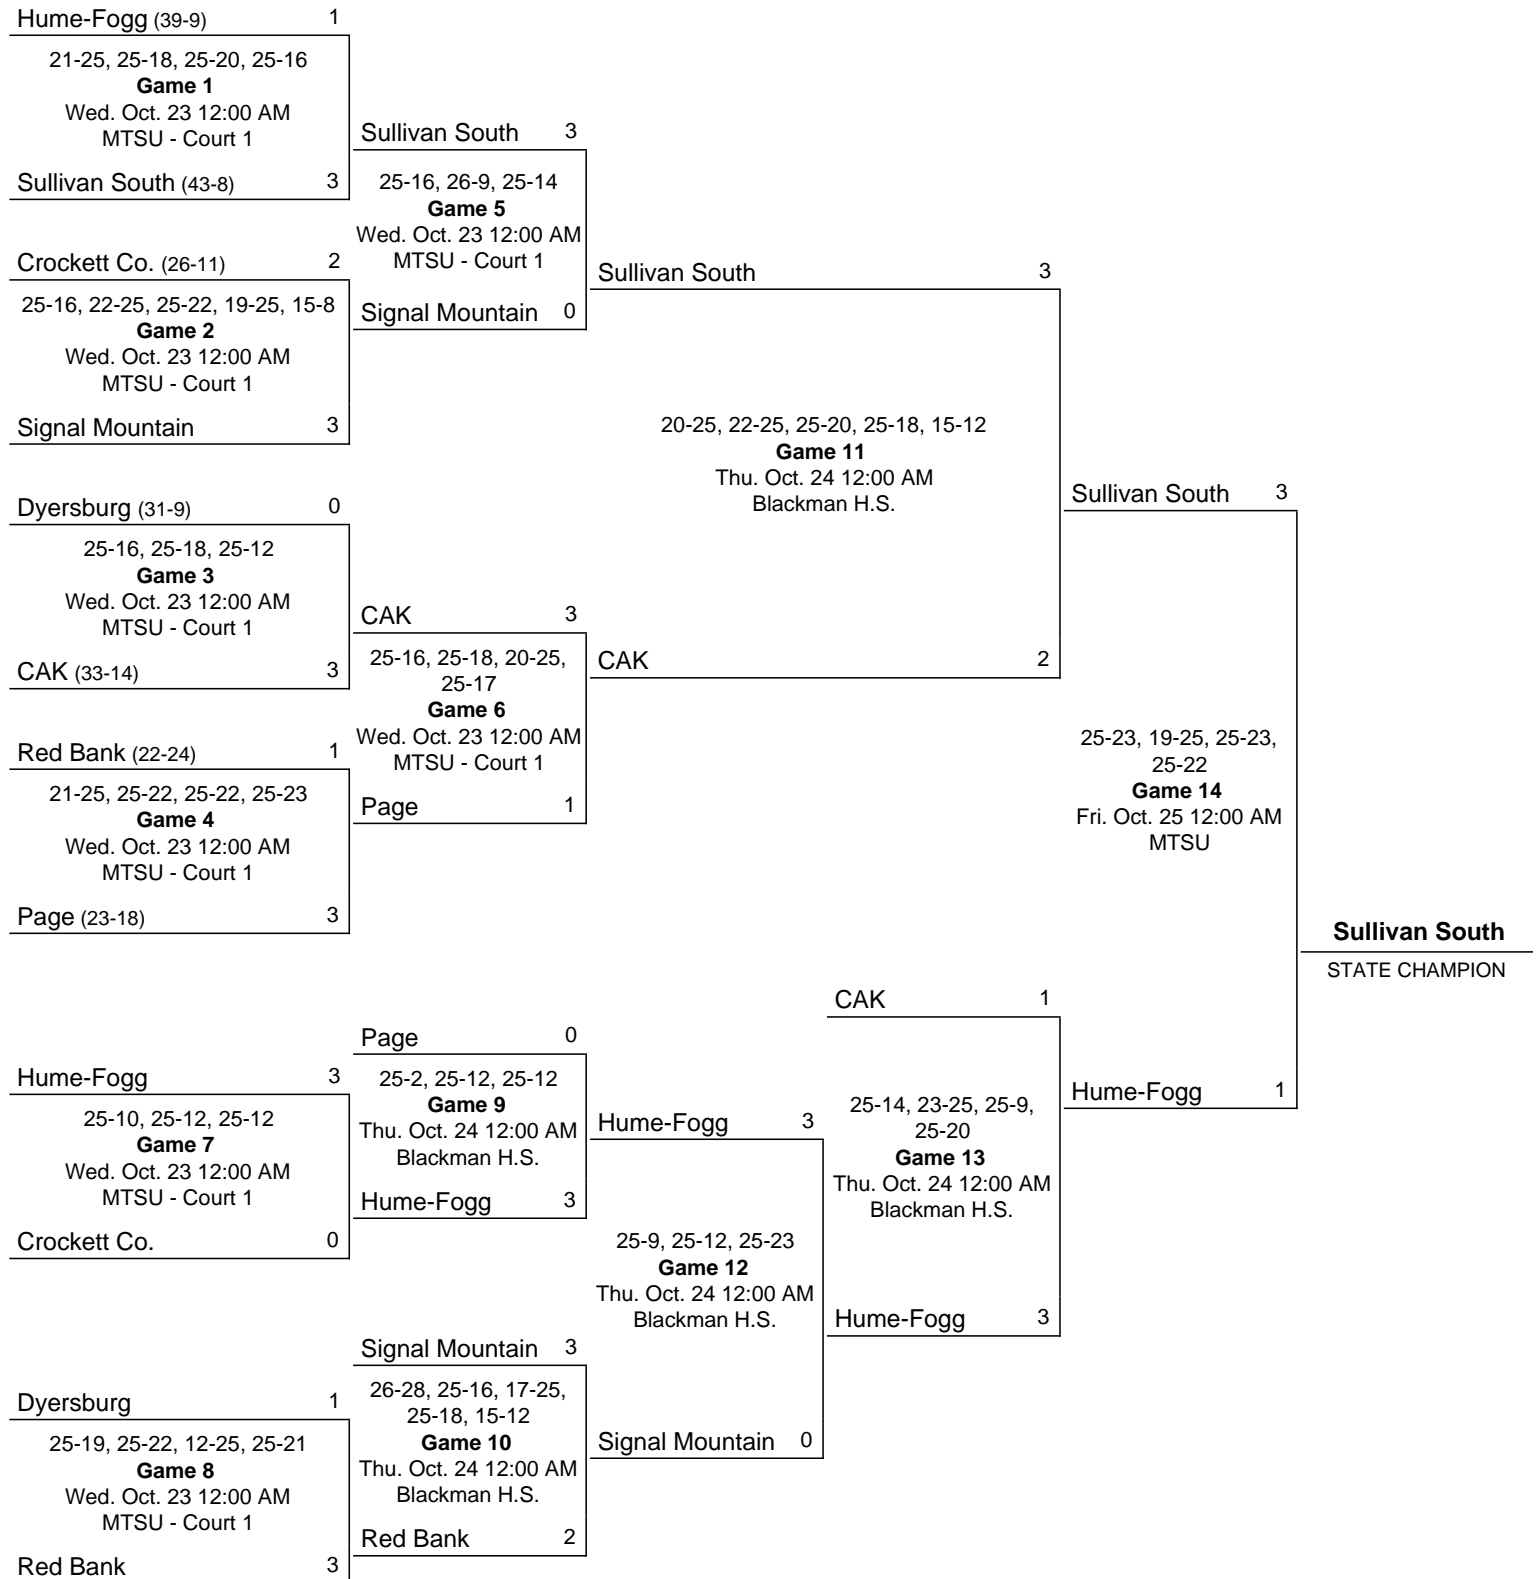 Hume-Fogg (39-9) 1
21-25, 25-18, 25-20, 25-16
Game 1
Wed. Oct. 23 12:00 AM
MTSU - Court 1
Sullivan South (43-8) 3
Crockett Co. (26-11) 2
25-16, 22-25, 25-22, 19-25, 15-8
Game 2
Wed. Oct. 23 12:00 AM
MTSU - Court 1
Signal Mountain 3
Dyersburg (31-9) 0
25-16, 25-18, 25-12
Game 3
Wed. Oct. 23 12:00 AM
MTSU - Court 1
CAK (33-14) 3
Red Bank (22-24) 1
21-25, 25-22, 25-22, 25-23
Game 4
Wed. Oct. 23 12:00 AM
MTSU - Court 1
Page (23-18) 3
Sullivan South 3
25-16, 26-9, 25-14
Game 5
Wed. Oct. 23 12:00 AM
MTSU - Court 1
Signal Mountain 0
CAK 3
25-16, 25-18, 20-25,
25-17
Game 6
Wed. Oct. 23 12:00 AM
MTSU - Court 1
Page 1
Sullivan South 3
20-25, 22-25, 25-20, 25-18, 15-12
Game 11
Thu. Oct. 24 12:00 AM
Blackman H.S.
CAK 2
Hume-Fogg 3
25-10, 25-12, 25-12
Game 7
Wed. Oct. 23 12:00 AM
MTSU - Court 1
Crockett Co. 0
Dyersburg 1
25-19, 25-22, 12-25, 25-21
Game 8
Wed. Oct. 23 12:00 AM
MTSU - Court 1
Red Bank 3
Page 0
25-2, 25-12, 25-12
Game 9
Thu. Oct. 24 12:00 AM
Blackman H.S.
Hume-Fogg 3
Signal Mountain 3
26-28, 25-16, 17-25,
25-18, 15-12
Game 10
Thu. Oct. 24 12:00 AM
Blackman H.S.
Red Bank 2
Hume-Fogg 3
25-9, 25-12, 25-23
Game 12
Thu. Oct. 24 12:00 AM
Blackman H.S.
Signal Mountain 0
CAK 1
25-14, 23-25, 25-9,
25-20
Game 13
Thu. Oct. 24 12:00 AM
Blackman H.S.
Hume-Fogg 3
Sullivan South 3
25-23, 19-25, 25-23,
25-22
Game 14
Fri. Oct. 25 12:00 AM
MTSU
Hume-Fogg 1
Sullivan South
STATE CHAMPION